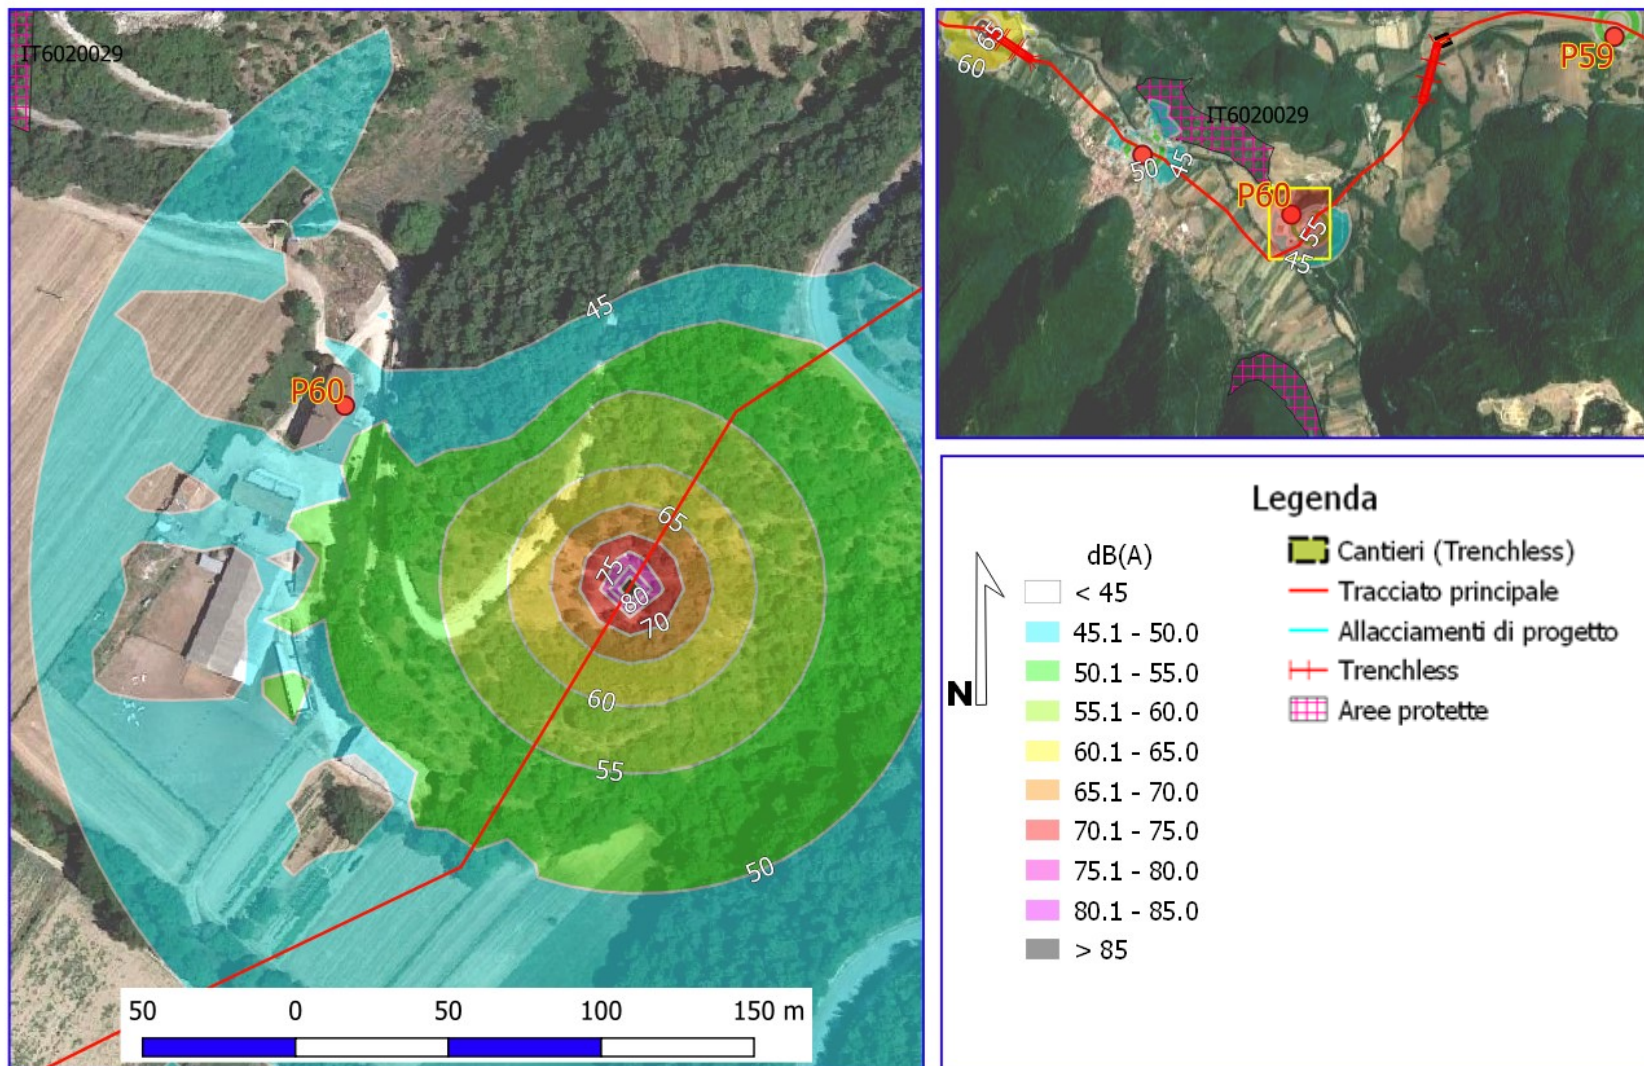 IT6020029
45
P60
65
75
80
70
60
55
50
50 0 50 100 150 m
65
60
P59
IT6020029
50
45
P60
55
45
Legenda
dB(A)
< 45
45.1 - 50.0
50.1 - 55.0
55.1 - 60.0
60.1 - 65.0
65.1 - 70.0
70.1 - 75.0
75.1 - 80.0
80.1 - 85.0
> 85
N
Cantieri (Trenchless)
Tracciato principale
Allacciamenti di progetto
Trenchless
Aree protette